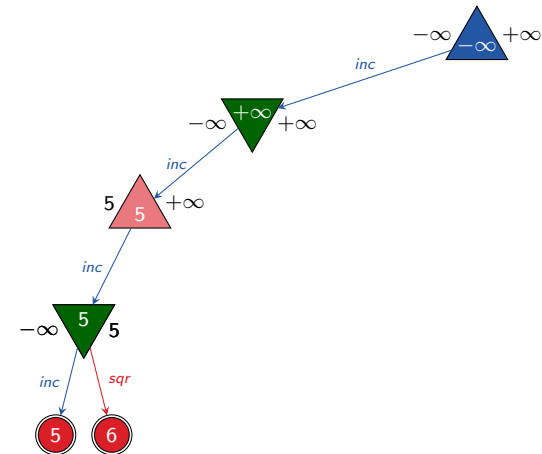 −∞ −∞ +∞
inc
+∞
−∞ +∞
inc
5 5 +∞
inc
5
−∞ 5
inc sqr
5 6